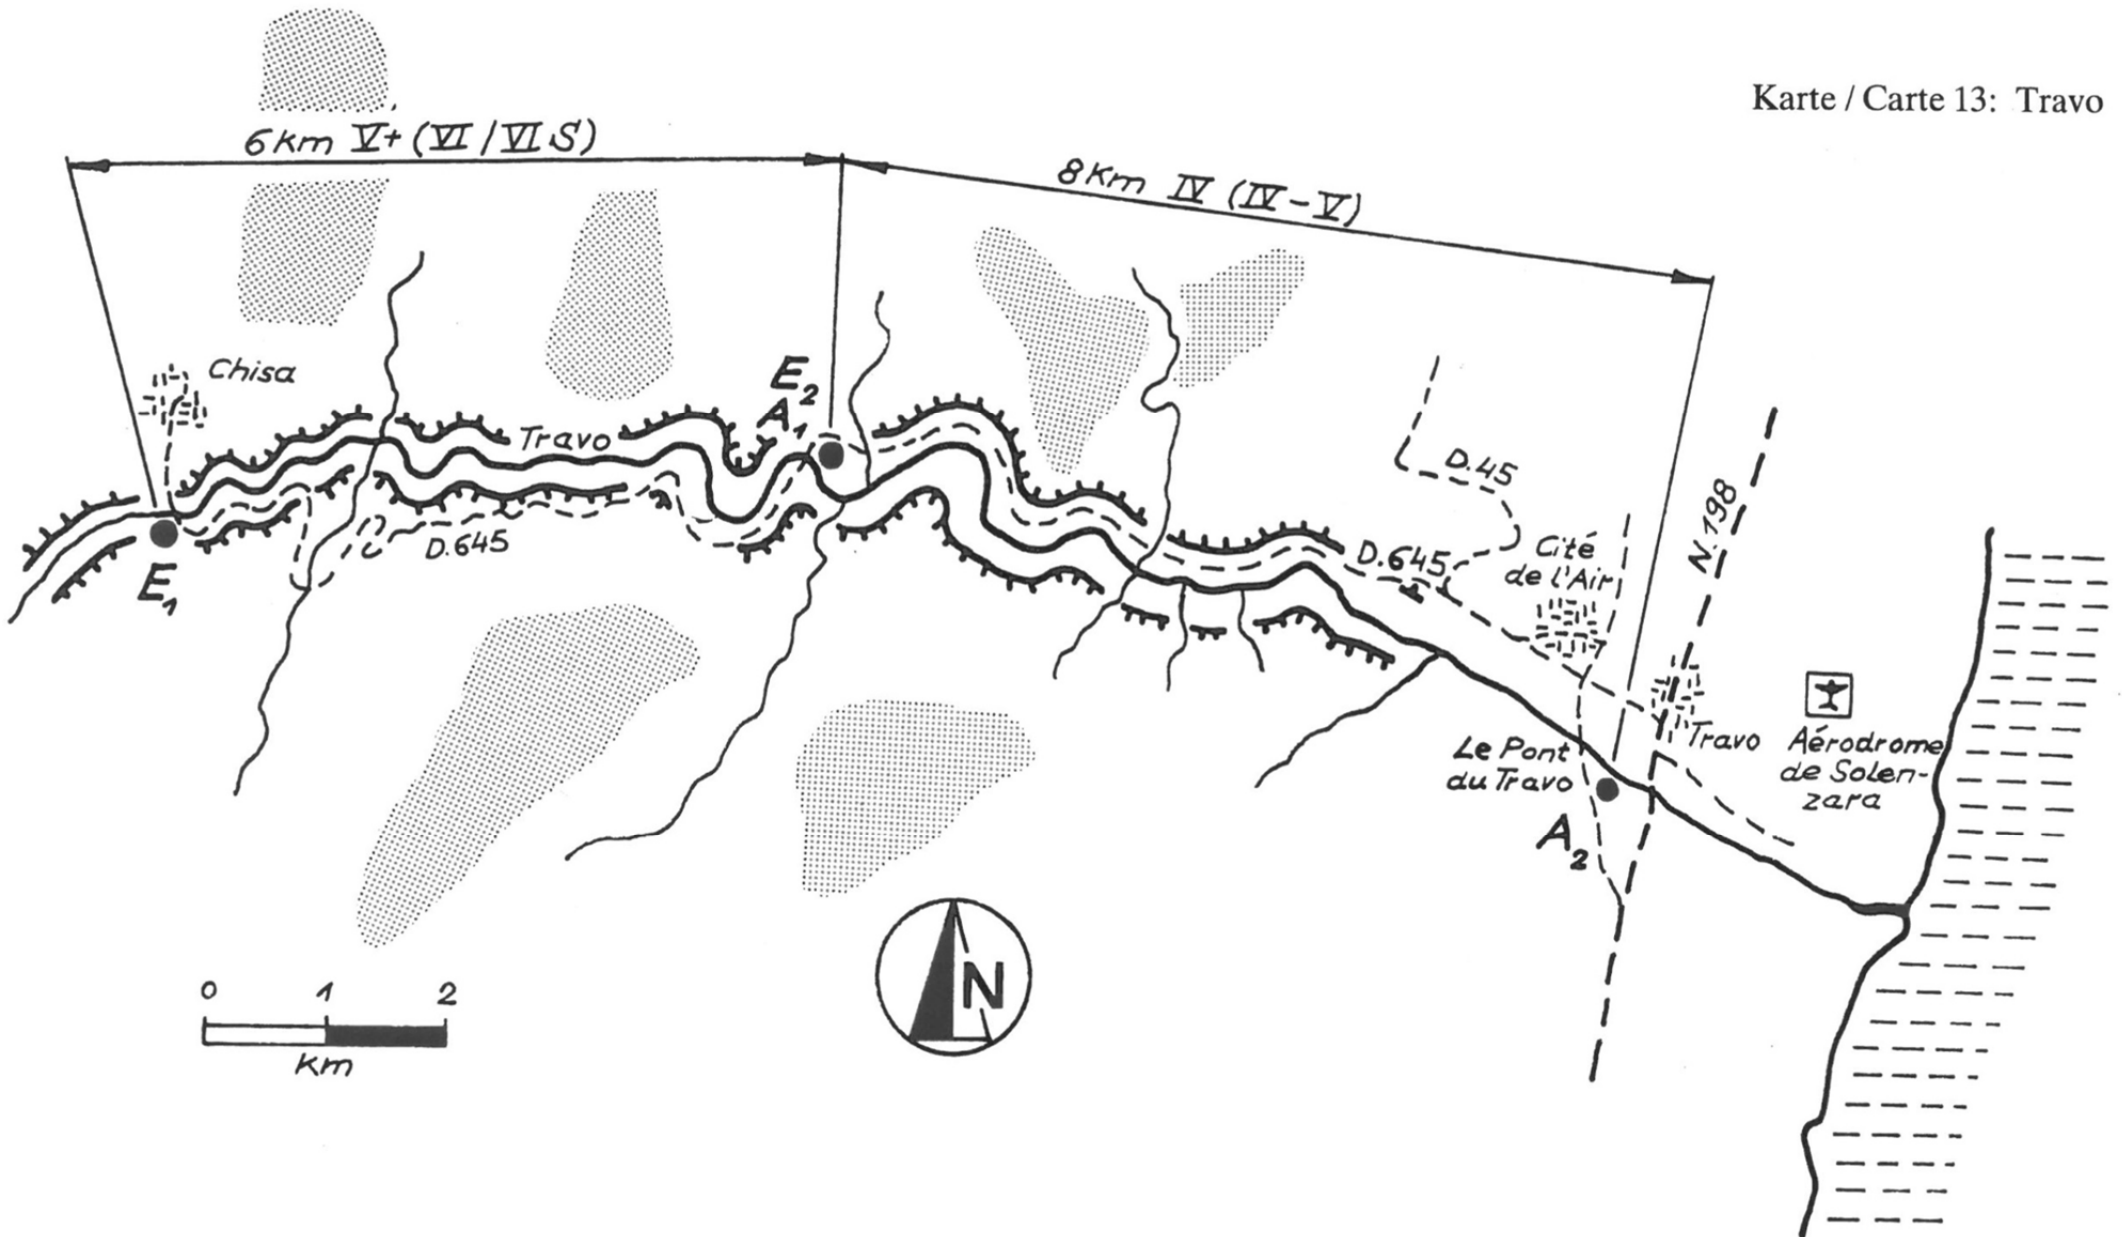 Karte / Carte 13: Travo
6 km V+ (VI / VI S)
8 Km IV (IV – V)
Chisa
E2
A1
Travo
D.45
N.198
D.645
Cité
de l'Air
D.645
E1
Travo
Aérodrome
de Solen-
zara
Le Pont
du Travo
A2
N
0 1 2
km